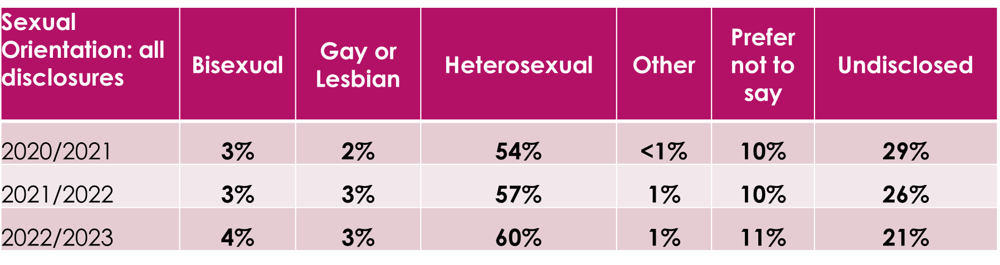 Sexual
Orientation: all
disclosures
Bisexual
Gay or
Lesbian
Heterosexual
Other
Prefer
not to
say
Undisclosed
2020/2021 3% 2% 54% <1% 10% 29%
2021/2022 3% 3% 57% 1% 10% 26%
2022/2023 4% 3% 60% 1% 11% 21%